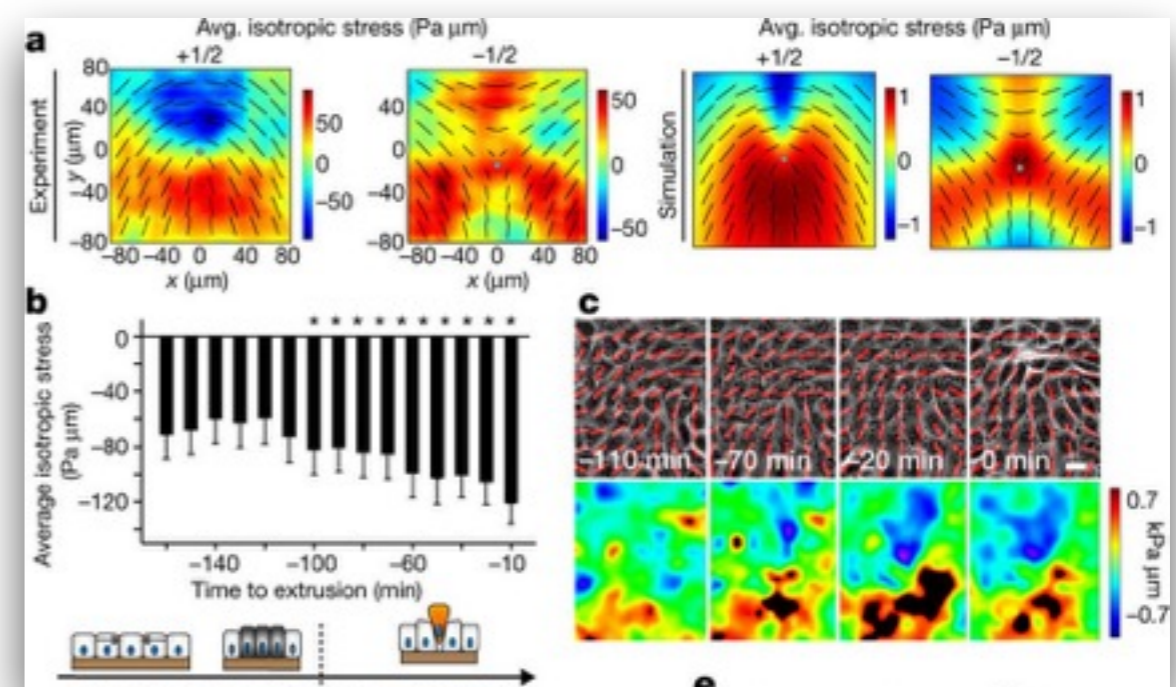 a
Avg. isotropic stress (Pa μm)
+1/2
−1/2
Experiment
y (μm)
80
40
0
−40
−80
−80 −40 0 40 80
x (μm)
50
0
−50
40
0
−40
−80
−80 −40 0 40 80
x (μm)
50
0
−50
Avg. isotropic stress (Pa μm)
+1/2
−1/2
Simulation
1
0
−1
1
0
−1
b
Average isotropic stress
(Pa μm)
0
−40
−80
−120
* * * * * * * * * *
−140 −100 −60 −10
Time to extrusion (min)
c
−110 min
−70 min
−20 min
−0 min
0.7
kPa μm
−0.7
e